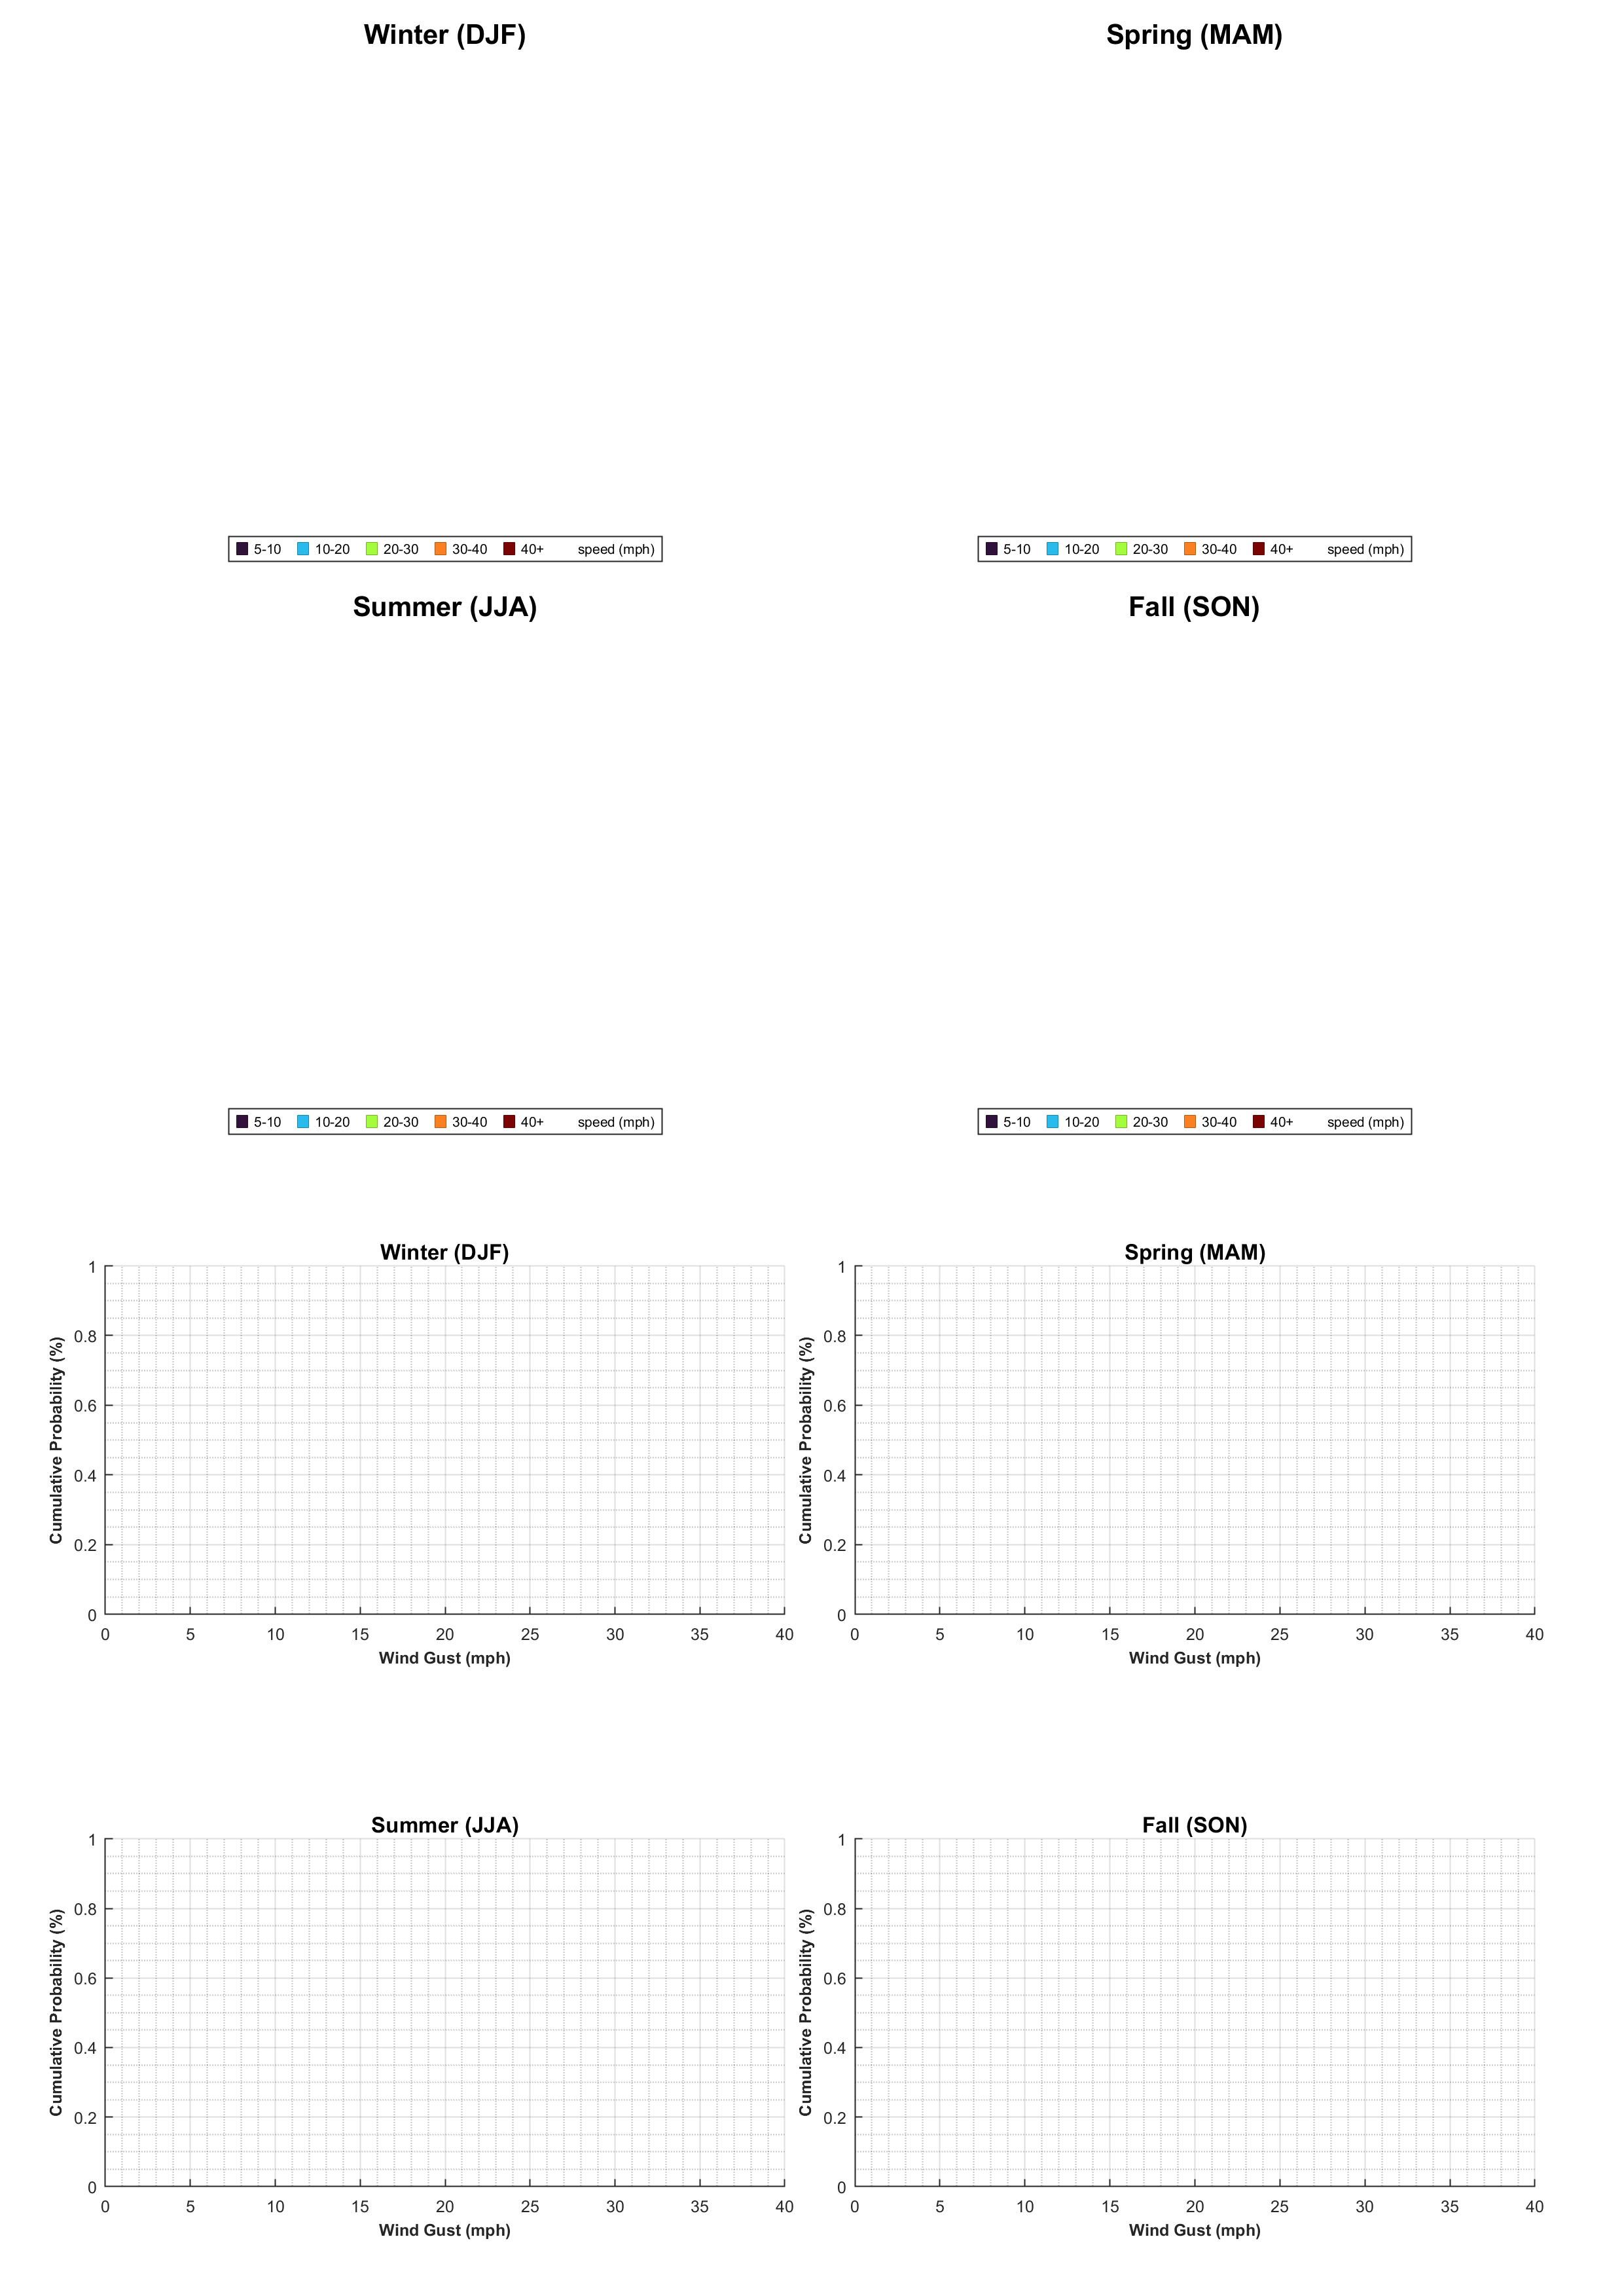 Winter (DJF)
Spring (MAM)
5-10 10-20 20-30 30-40 40+ speed (mph)
5-10 10-20 20-30 30-40 40+ speed (mph)
Summer (JJA)
Fall (SON)
5-10 10-20 20-30 30-40 40+ speed (mph)
5-10 10-20 20-30 30-40 40+ speed (mph)
Winter (DJF)
Cumulative Probability (%)
1
0.8
0.6
0.4
0.2
0
0 5 10 15 20 25 30 35 40
Wind Gust (mph)
Spring (MAM)
Cumulative Probability (%)
1
0.8
0.6
0.4
0.2
0
0 5 10 15 20 25 30 35 40
Wind Gust (mph)
Summer (JJA)
Cumulative Probability (%)
1
0.8
0.6
0.4
0.2
0
0 5 10 15 20 25 30 35 40
Wind Gust (mph)
Fall (SON)
Cumulative Probability (%)
1
0.8
0.6
0.4
0.2
0
0 5 10 15 20 25 30 35 40
Wind Gust (mph)